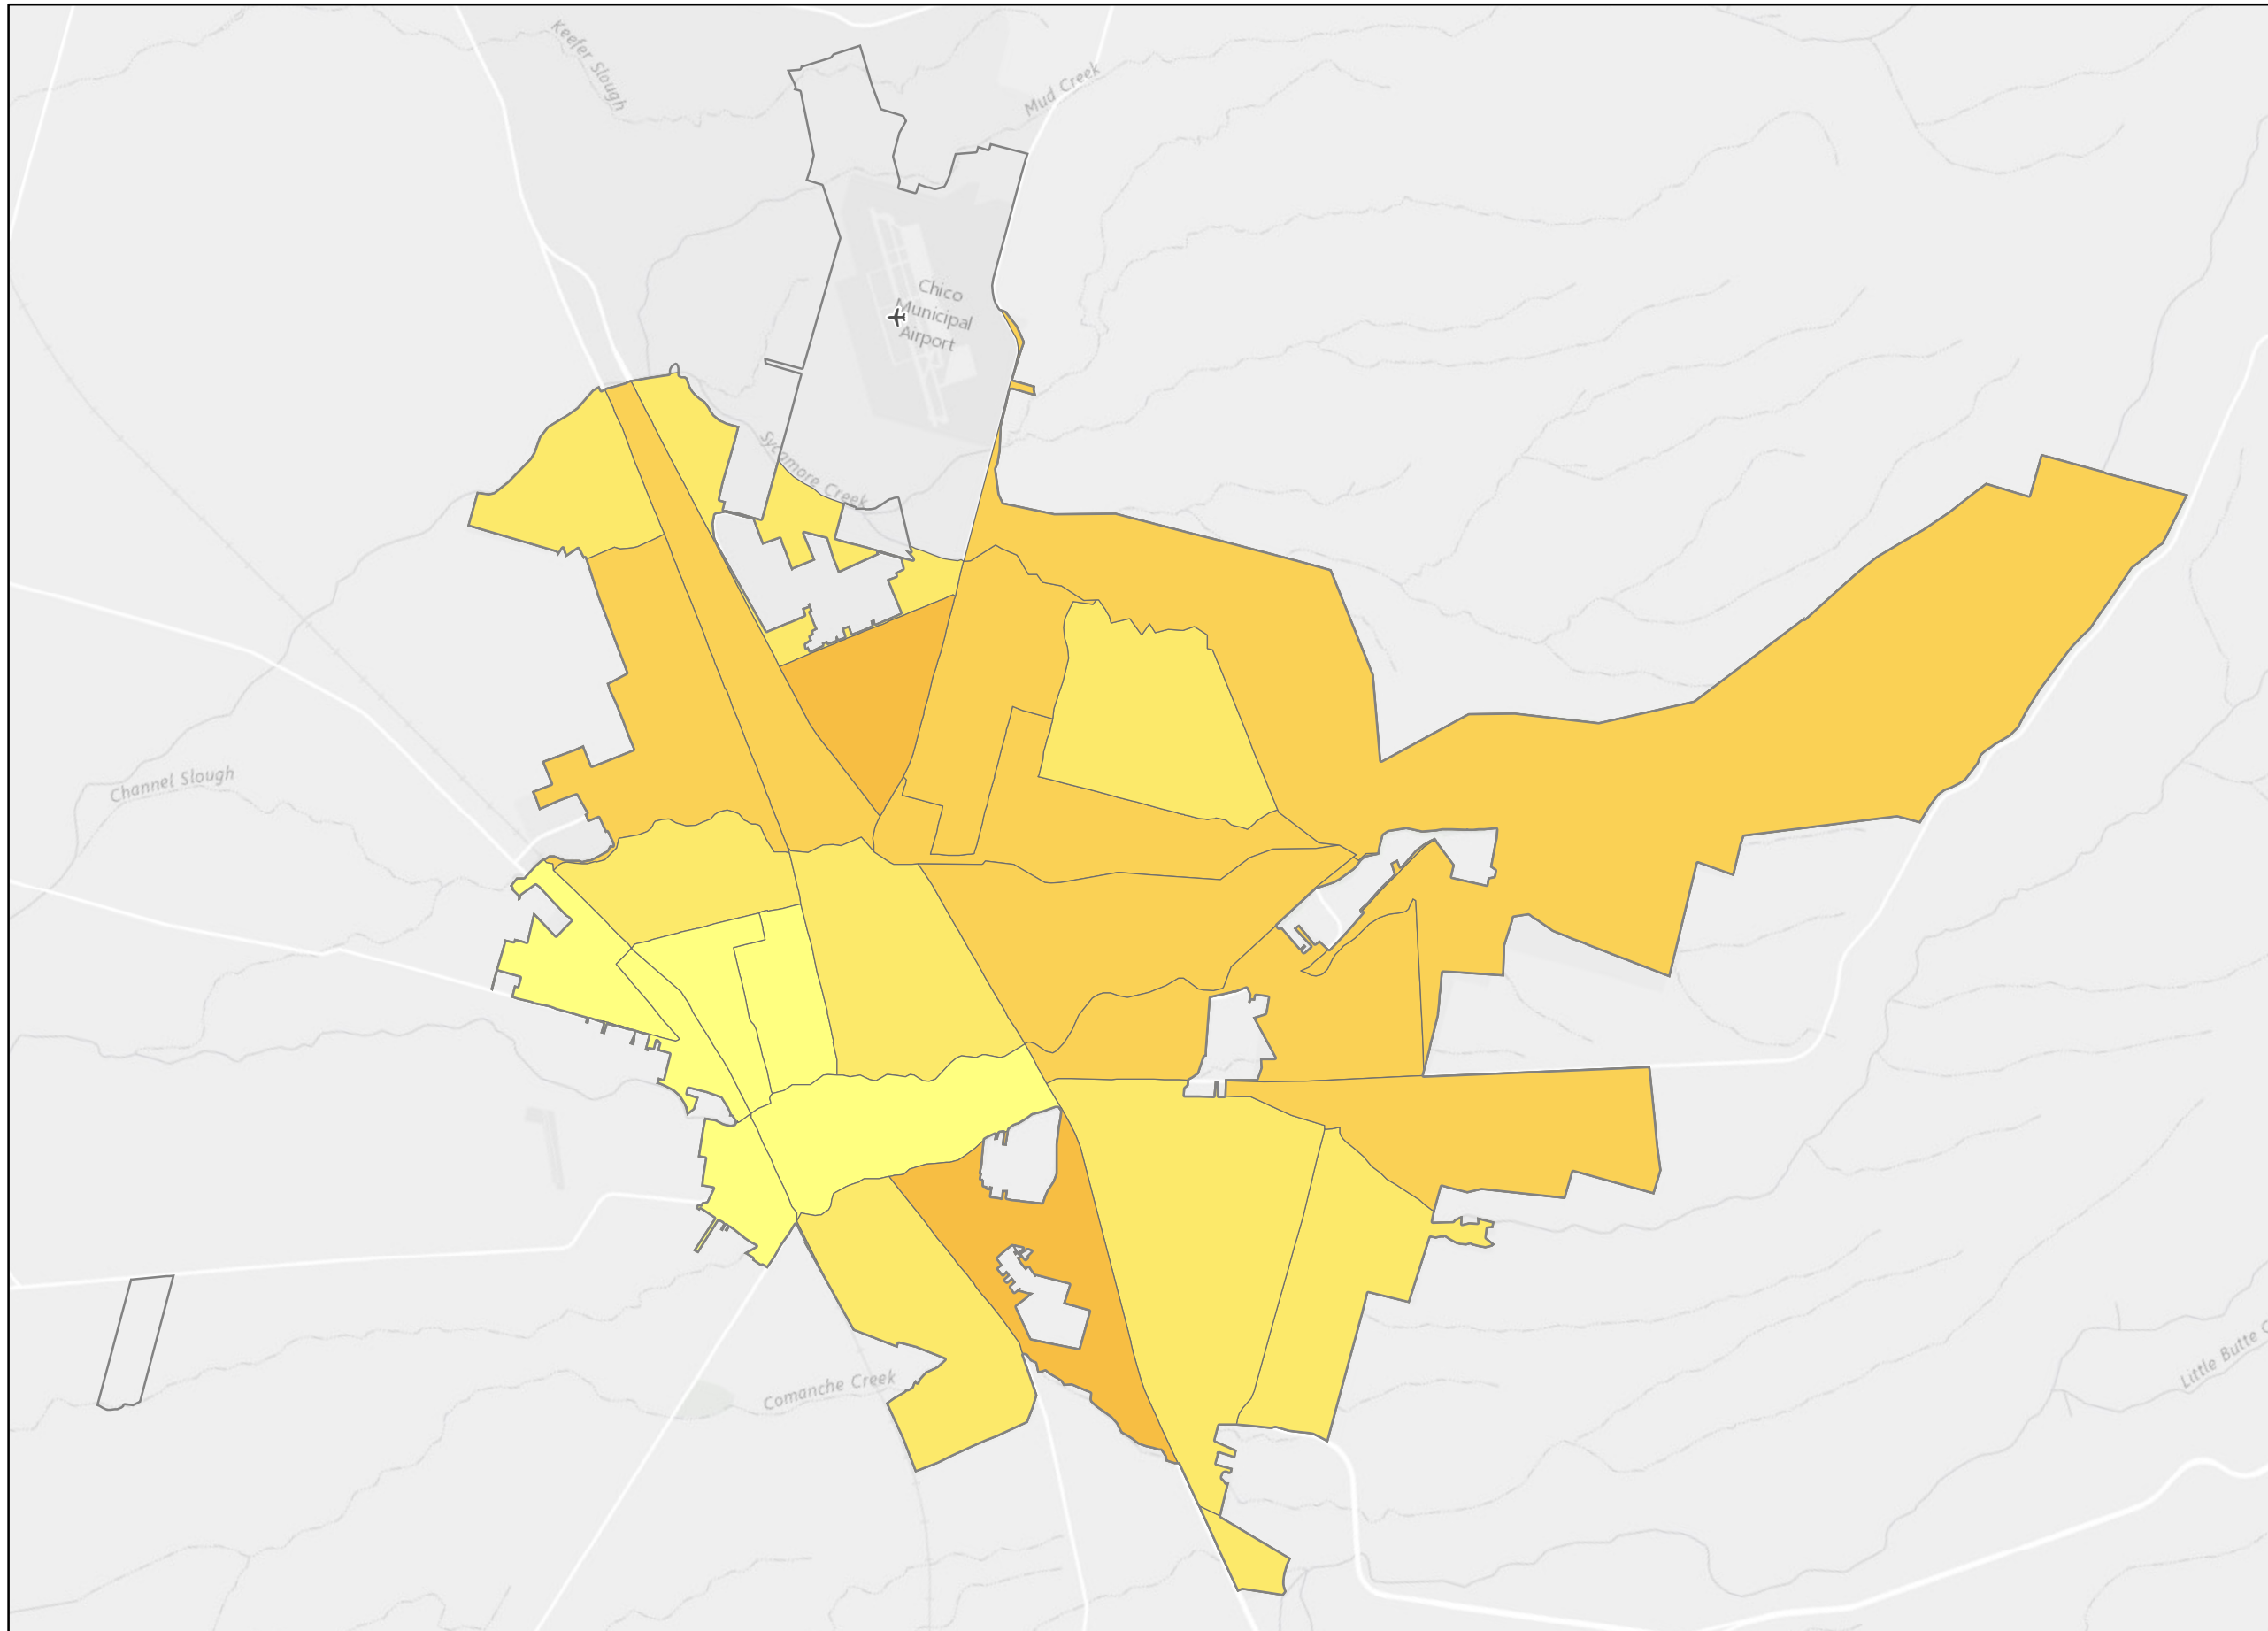 Keefer Slough
Mud Creek
Chico
Municipal
Airport
Sycamore Creek
Channel Slough
Comanche Creek
Little Butte C